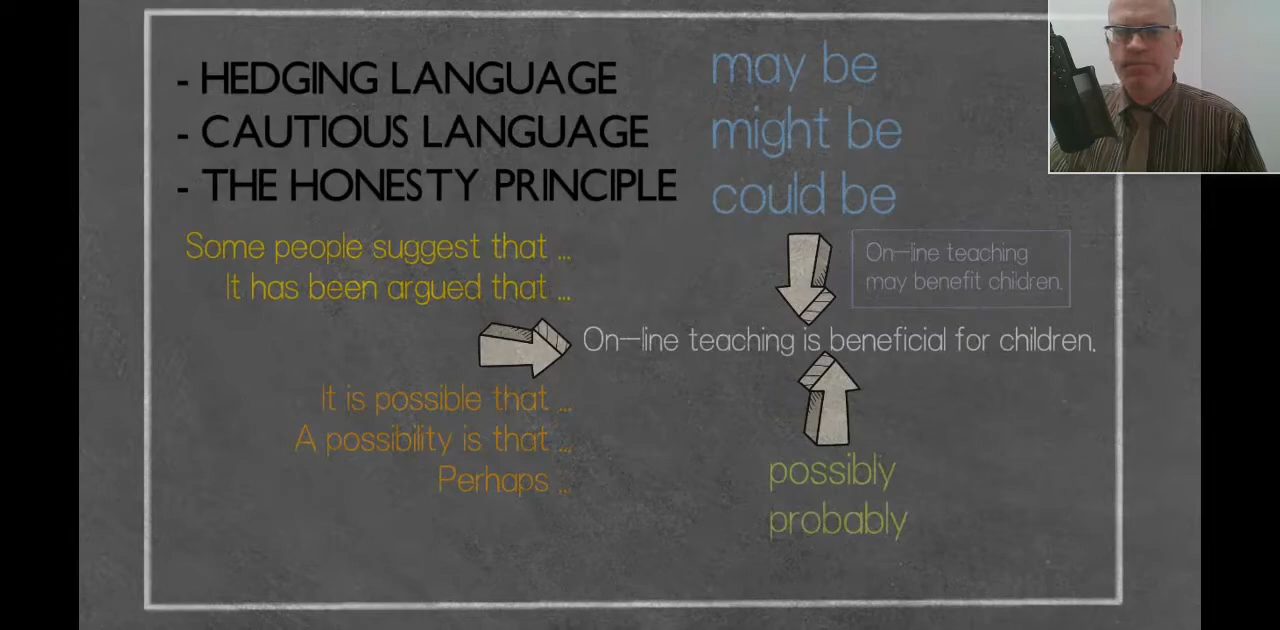 - HEDGING LANGUAGE
- CAUTIOUS LANGUAGE
- THE HONESTY PRINCIPLE
may be
might be
could be
Some people suggest that ...
It has been argued that ...
On-line teaching
may benefit children.
On-line teaching is beneficial for children.
It is possible that ...
A possibility is that ...
Perhaps ...
possibly
probably